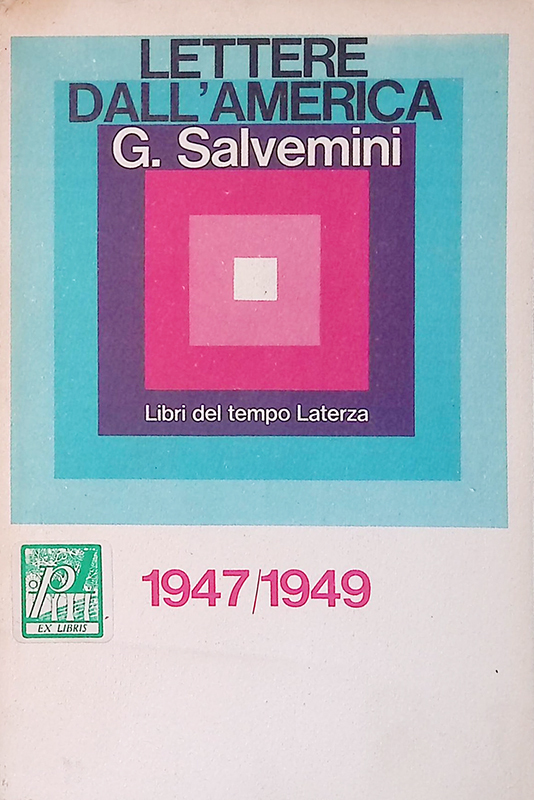 LETTERE
DALL'AMERICA
G. Salvemini
Libri del tempo Laterza
1947/1949
EX LIBRIS